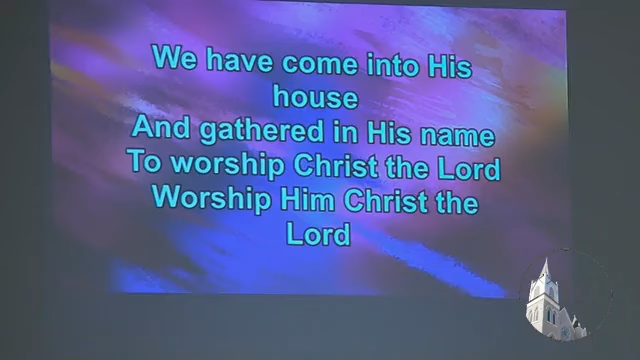 We have come into His
house
And gathered in His name
To worship Christ the Lord
Worship Him Christ the
Lord